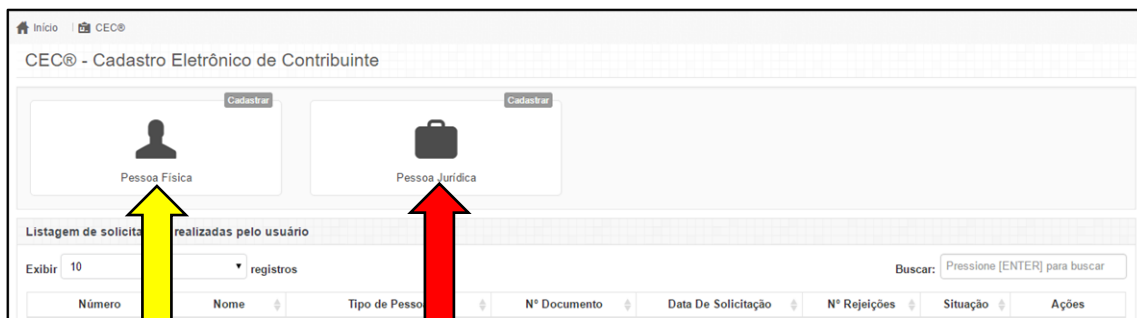 Início CEC®
CEC® - Cadastro Eletrônico de Contribuinte
Cadastrar Cadastrar
Pessoa Física Pessoa Jurídica
Listagem de realizadas pelo usuário
Exibir 10 registros Buscar: Pressione [ENTER] para buscar
Número Nome Tipo de Nº Documento Data De Solicitação Nº Rejeições Situação Ações